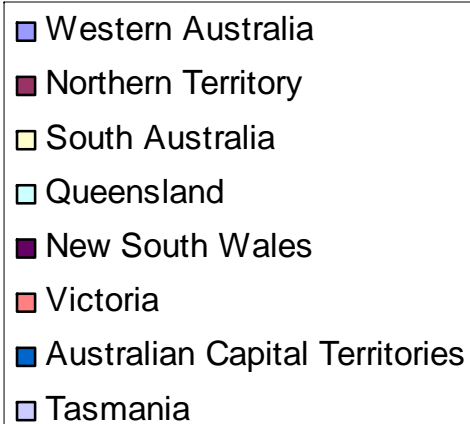 Western Australia
Northern Territory
South Australia
Queensland
New South Wales
Victoria
Australian Capital Territories
Tasmania